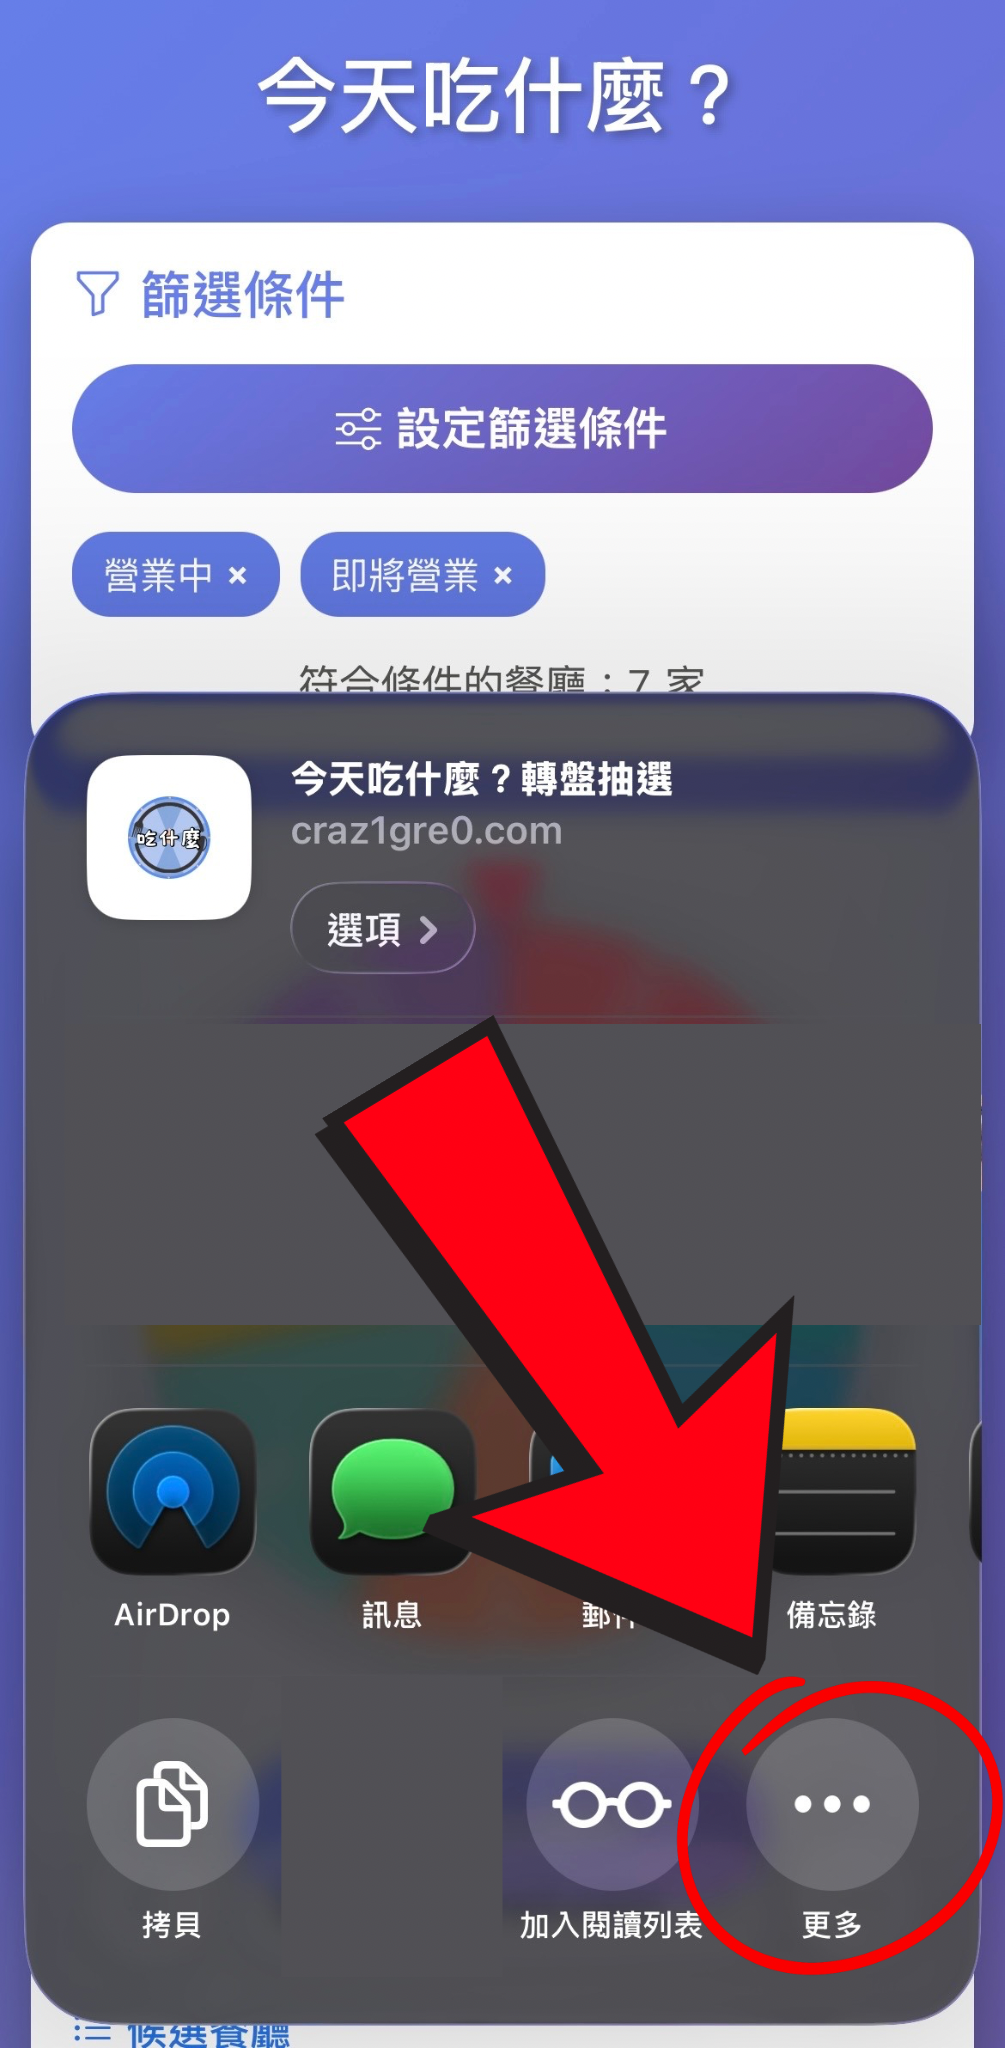 今天吃什麼？
篩選條件
設定篩選條件
營業中 ×
即將營業 ×
符合條件的餐廳：7 家
吃什麼
今天吃什麼？轉盤抽選
craz1gre0.com
選項
AirDrop
訊息
郵件
備忘錄
拷貝
加入閱讀列表
更多
候選餐廳